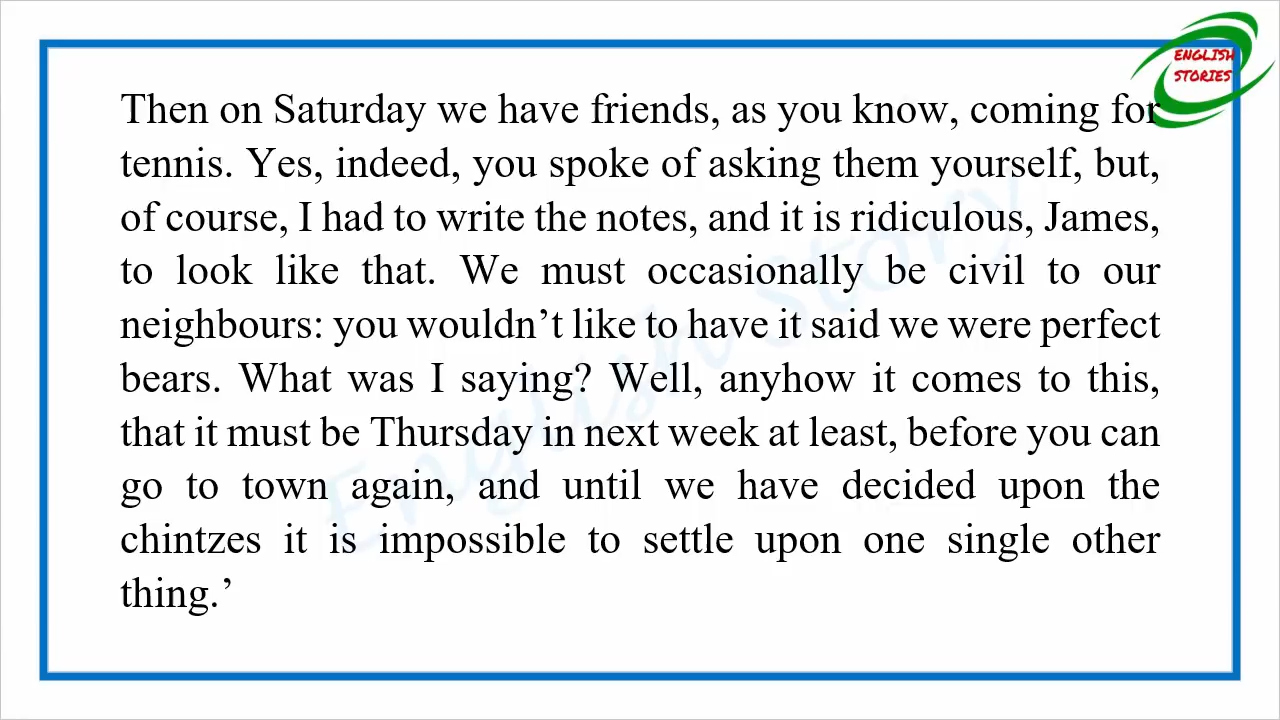 ENGLISH
STORIES
Then on Saturday we have friends, as you know, coming for
tennis. Yes, indeed, you spoke of asking them yourself, but,
of course, I had to write the notes, and it is ridiculous, James,
to look like that. We must occasionally be civil to our
neighbours: you wouldn’t like to have it said we were perfect
bears. What was I saying? Well, anyhow it comes to this,
that it must be Thursday in next week at least, before you can
go to town again, and until we have decided upon the
chintzes it is impossible to settle upon one single other
thing.’
English Story